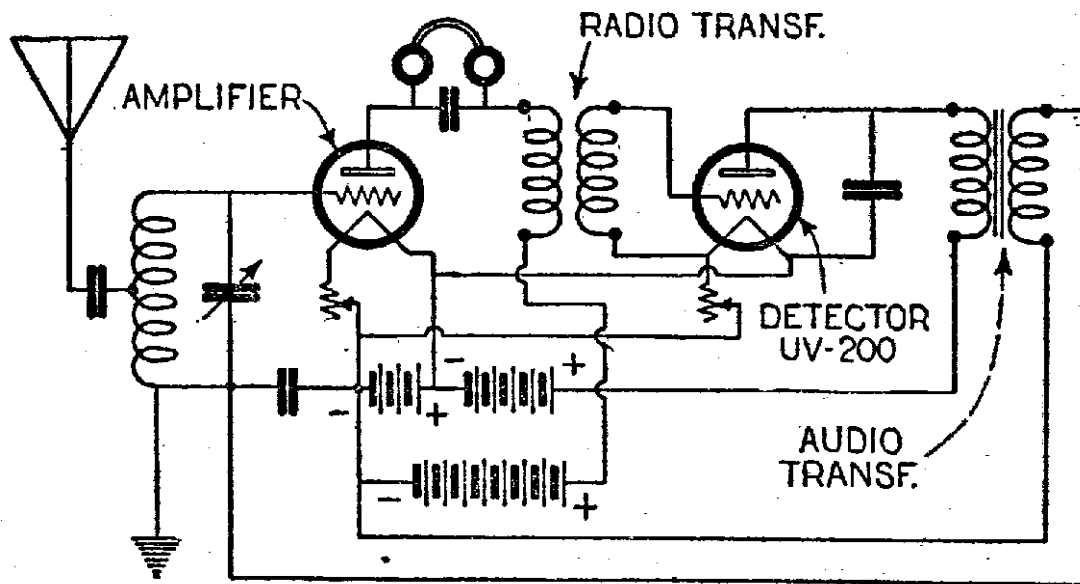 RADIO TRANSF.
AMPLIFIER
DETECTOR
UV-200
AUDIO
TRANSF.
- +
- +
- +